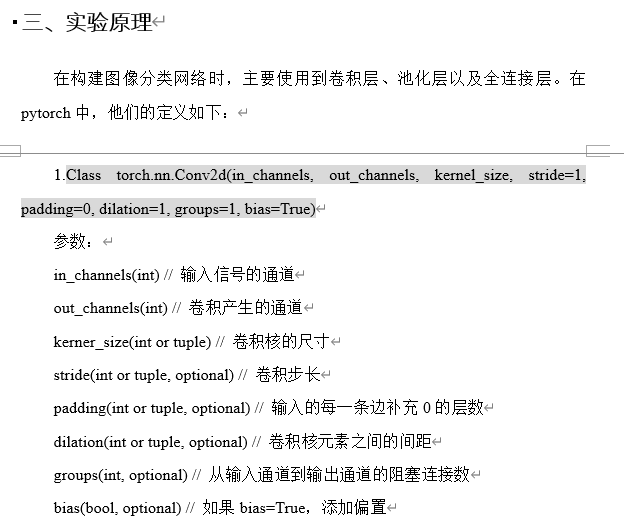 三、实验原理
在构建图像分类网络时，主要使用到卷积层、池化层以及全连接层。在
pytorch 中，他们的定义如下：
1.Class torch.nn.Conv2d(in_channels, out_channels, kernel_size, stride=1,
padding=0, dilation=1, groups=1, bias=True)
参数：
in_channels(int) // 输入信号的通道
out_channels(int) // 卷积产生的通道
kerner_size(int or tuple) // 卷积核的尺寸
stride(int or tuple, optional) // 卷积步长
padding(int or tuple, optional) // 输入的每一条边补充 0 的层数
dilation(int or tuple, optional) // 卷积核元素之间的间距
groups(int, optional) // 从输入通道到输出通道的阻塞连接数
bias(bool, optional) // 如果 bias=True，添加偏置